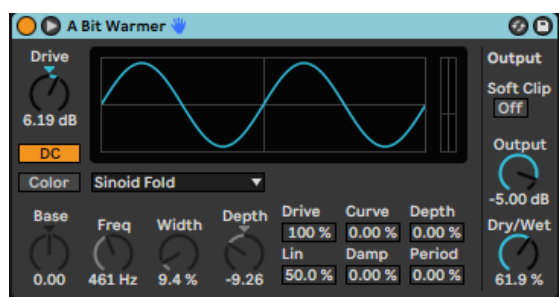 A Bit Warmer
Drive
6.19 dB
DC
Color
Sinoid Fold
Base
0.00
Freq
461 Hz
Width
9.4 %
Depth
-9.26
Drive
100 %
Curve
0.00 %
Depth
0.00 %
Lin
50.0 %
Damp
0.00 %
Period
0.00 %
Output
Soft Clip
Off
Output
-5.00 dB
Dry/Wet
61.9 %